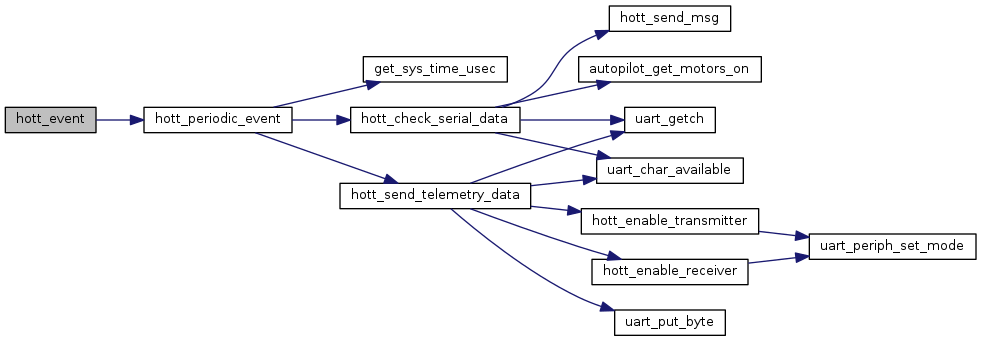 hott_send_msg
get_sys_time_usec
autopilot_get_motors_on
hott_event
hott_periodic_event
hott_check_serial_data
uart_getch
uart_char_available
hott_send_telemetry_data
hott_enable_transmitter
uart_periph_set_mode
hott_enable_receiver
uart_put_byte